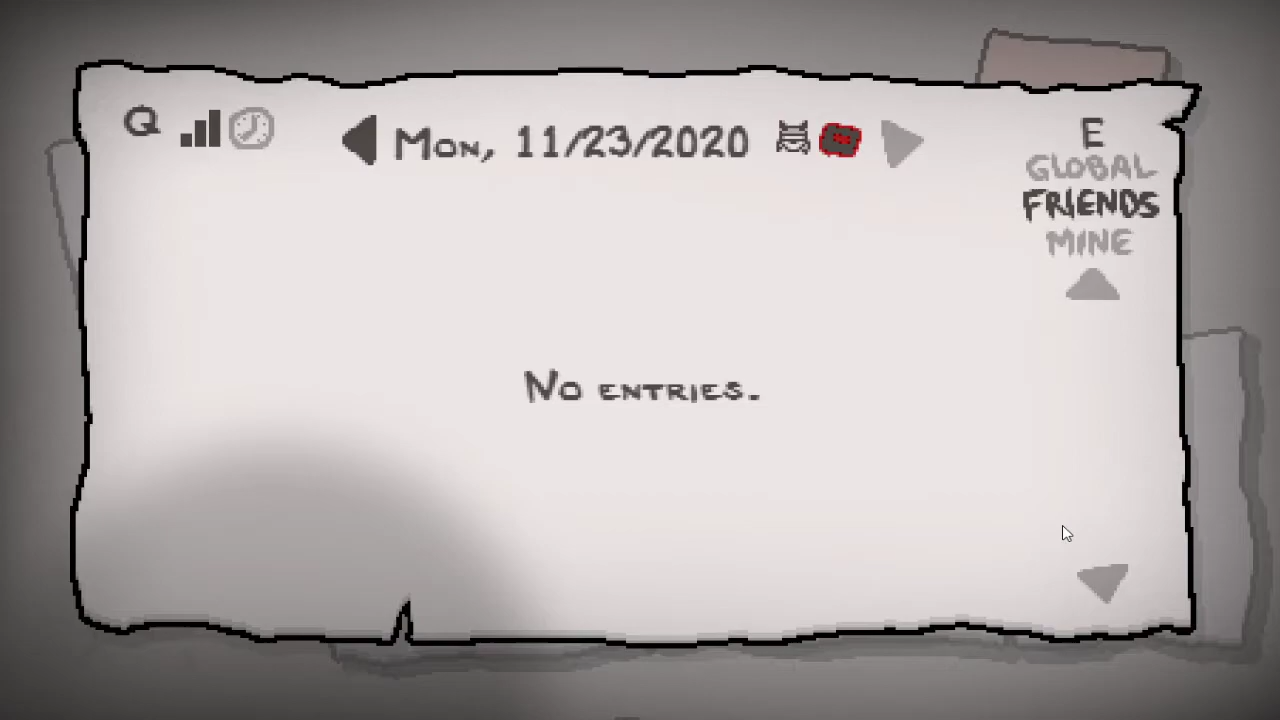 Q
Mon, 11/23/2020
E
GLOBAL
FRIENDS
MINE
No entries.